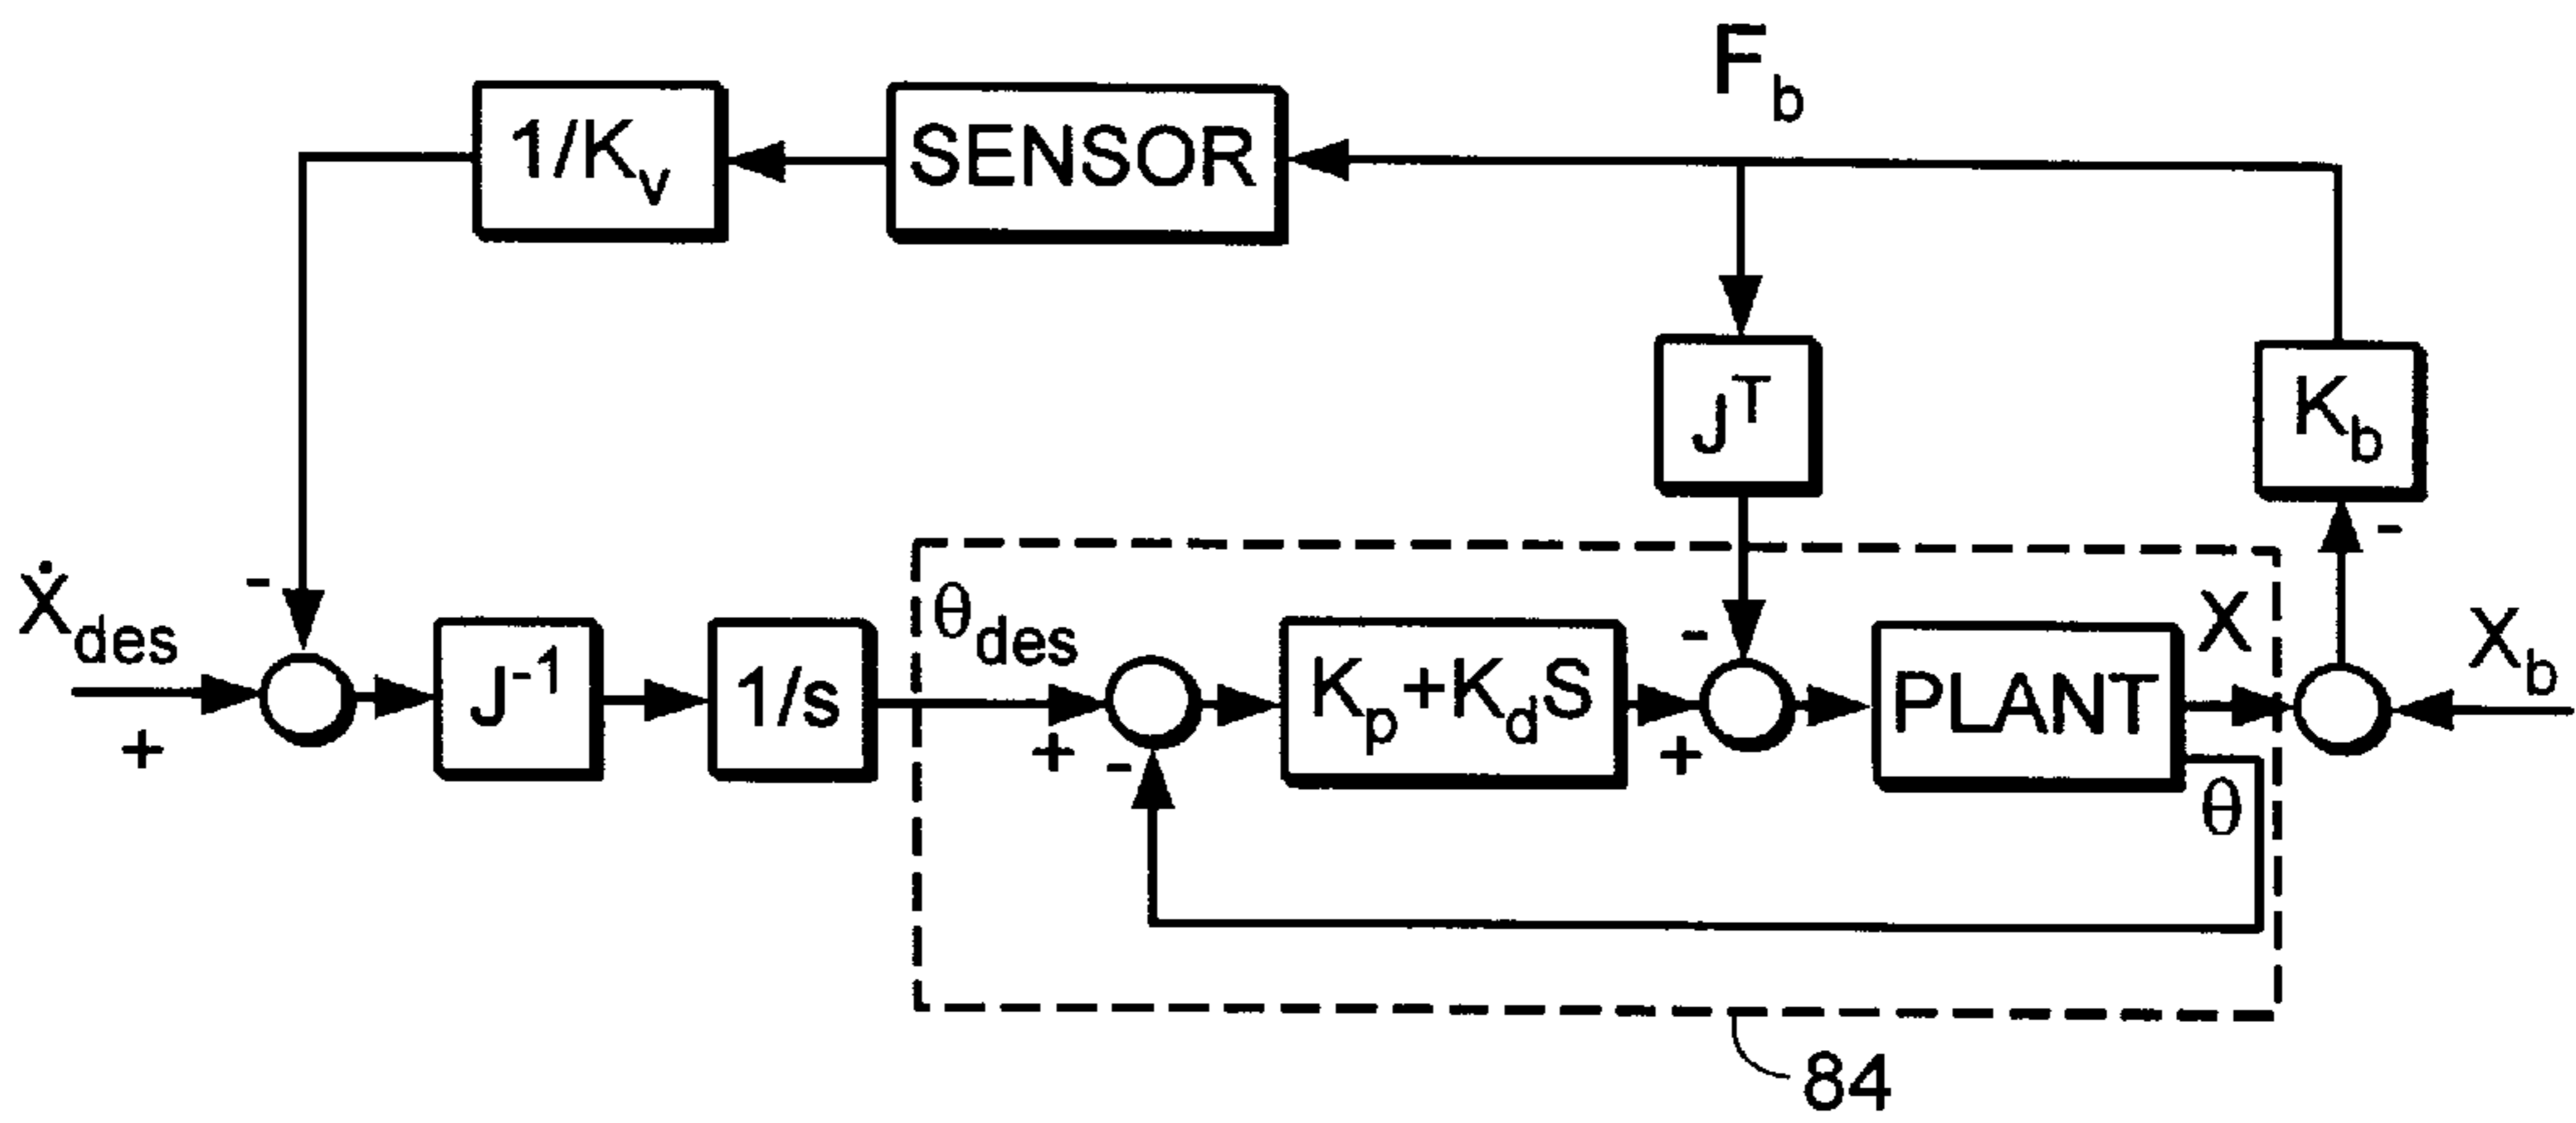 F_b
1/K_v
SENSOR
J^T
K_b
-
-
Ẋ_des
+
J^-1
1/s
θ_des
+
-
K_p+K_dS
-
+
PLANT
X
θ
X_b
84